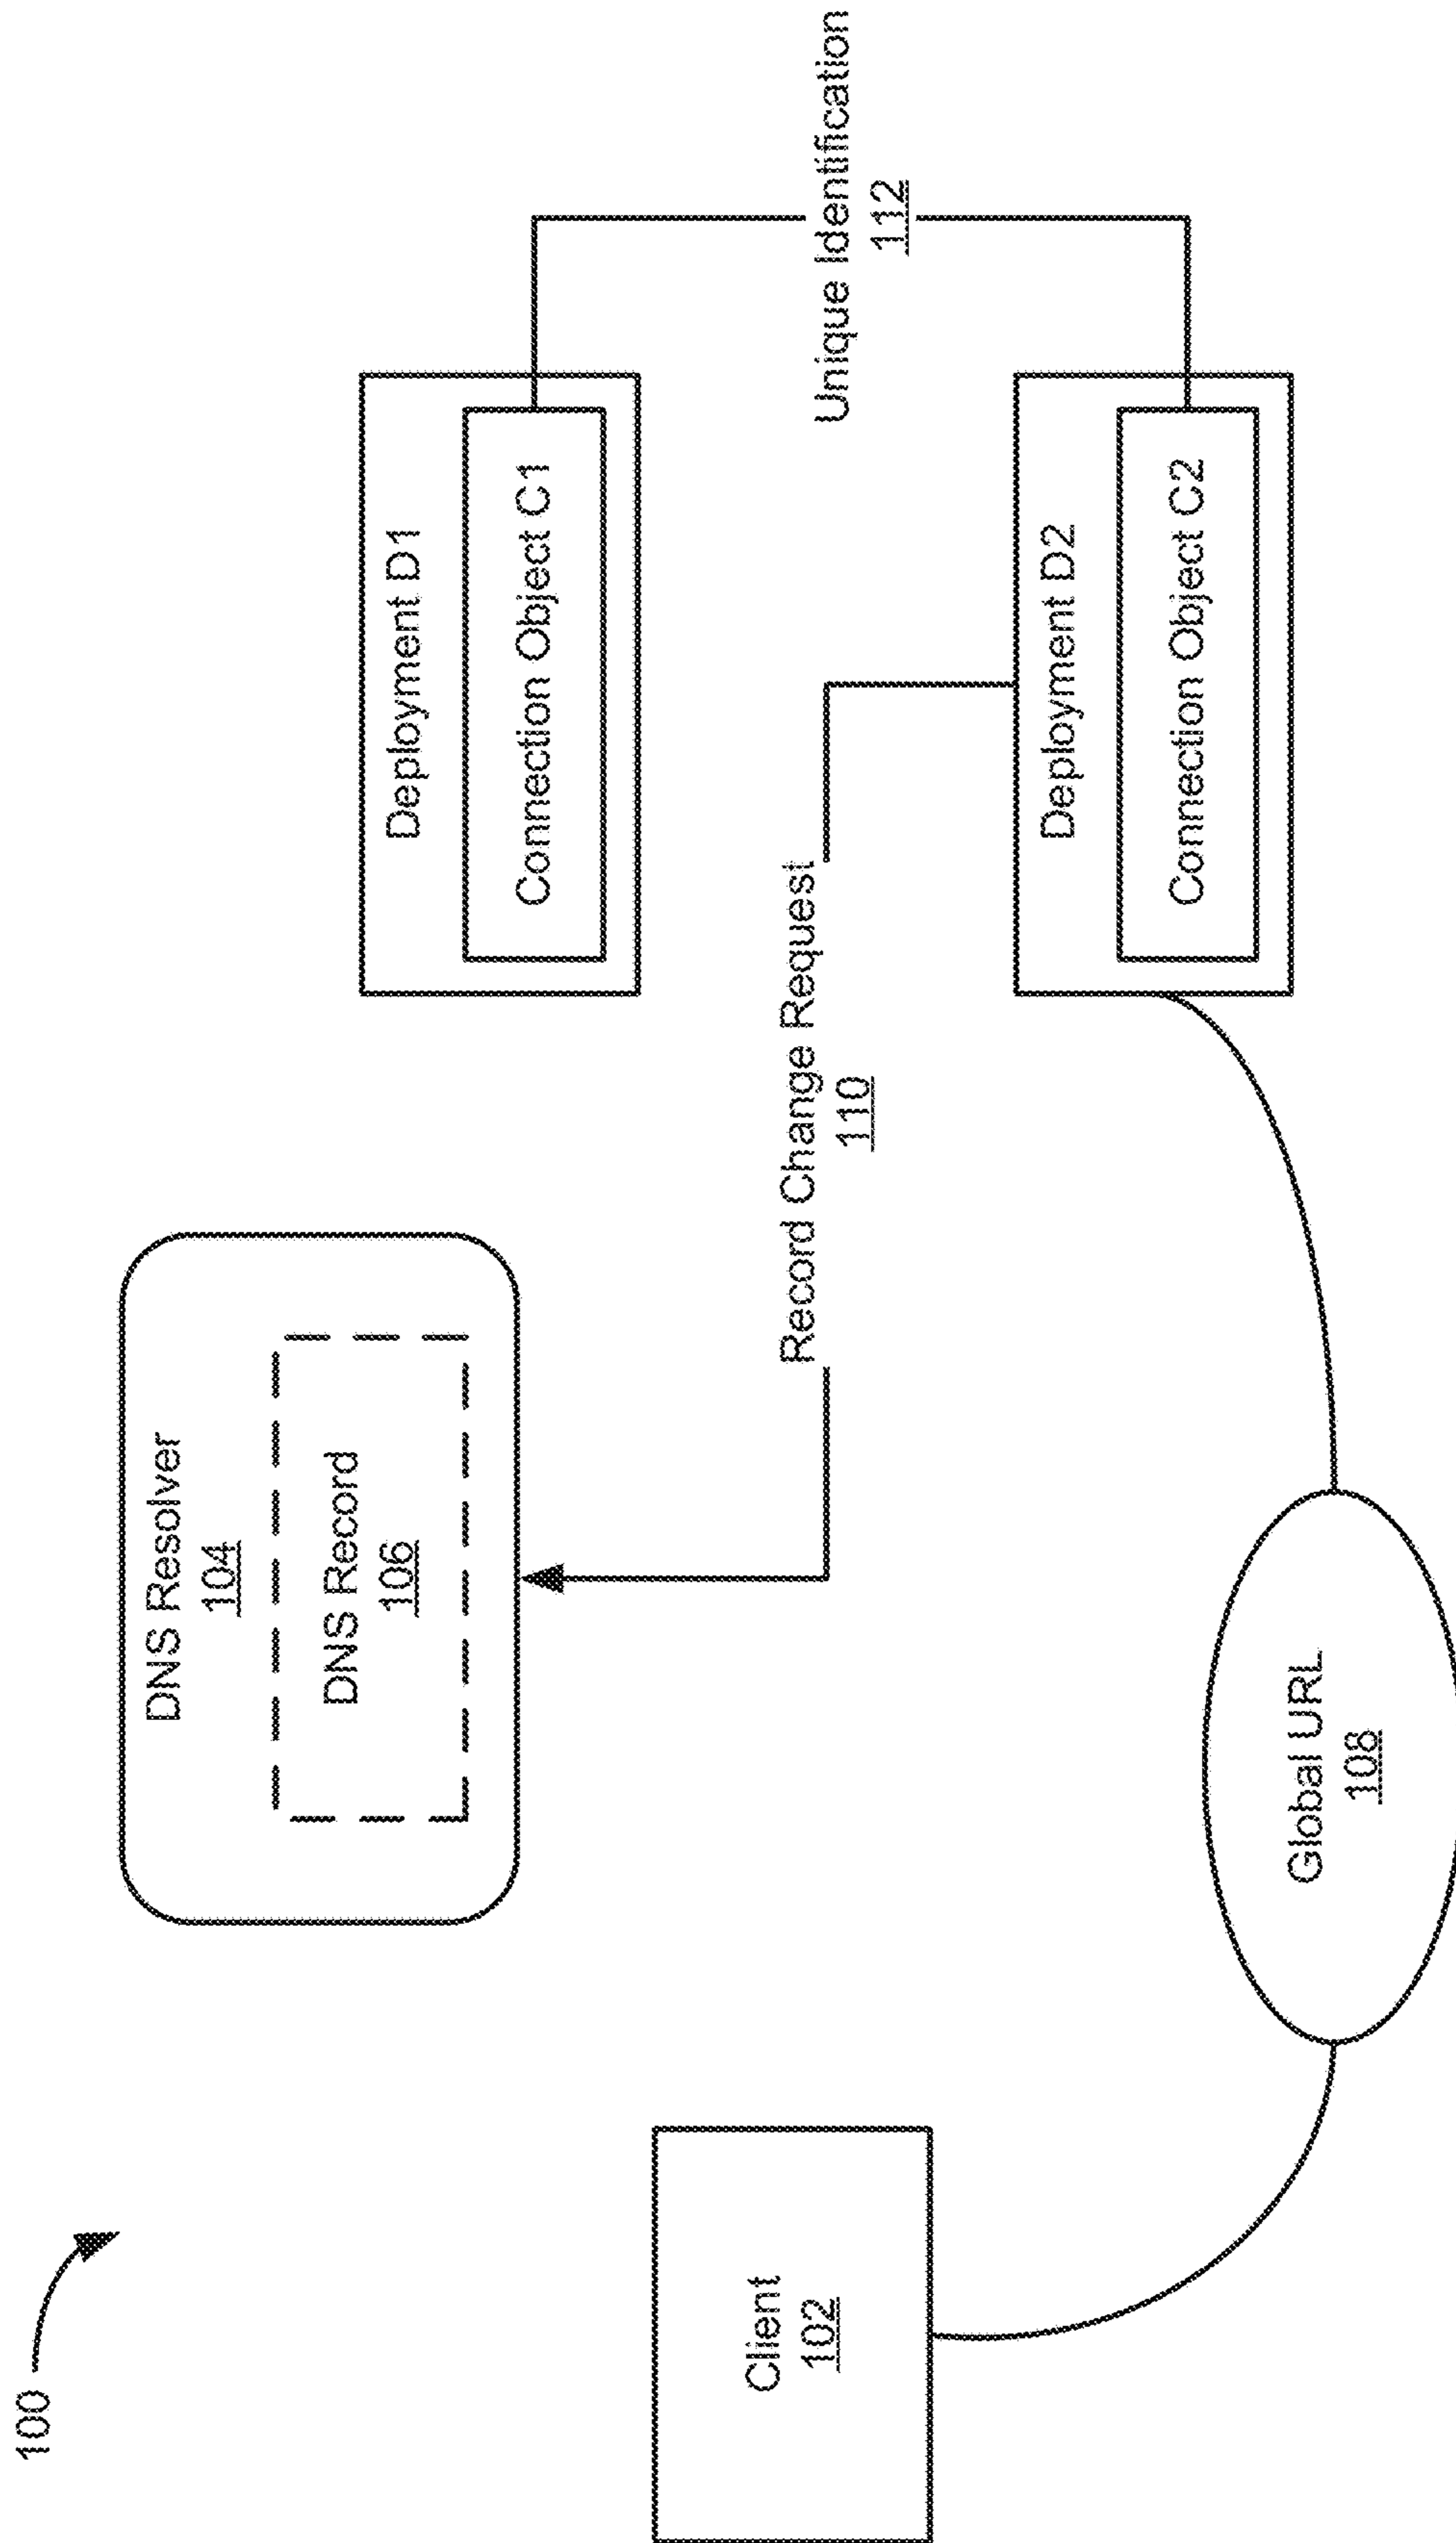 100
DNS Resolver
104
DNS Record
106
Deployment D1
Connection Object C1
Client
102
Record Change Request
110
Unique Identification
112
Deployment D2
Connection Object C2
Global URL
108